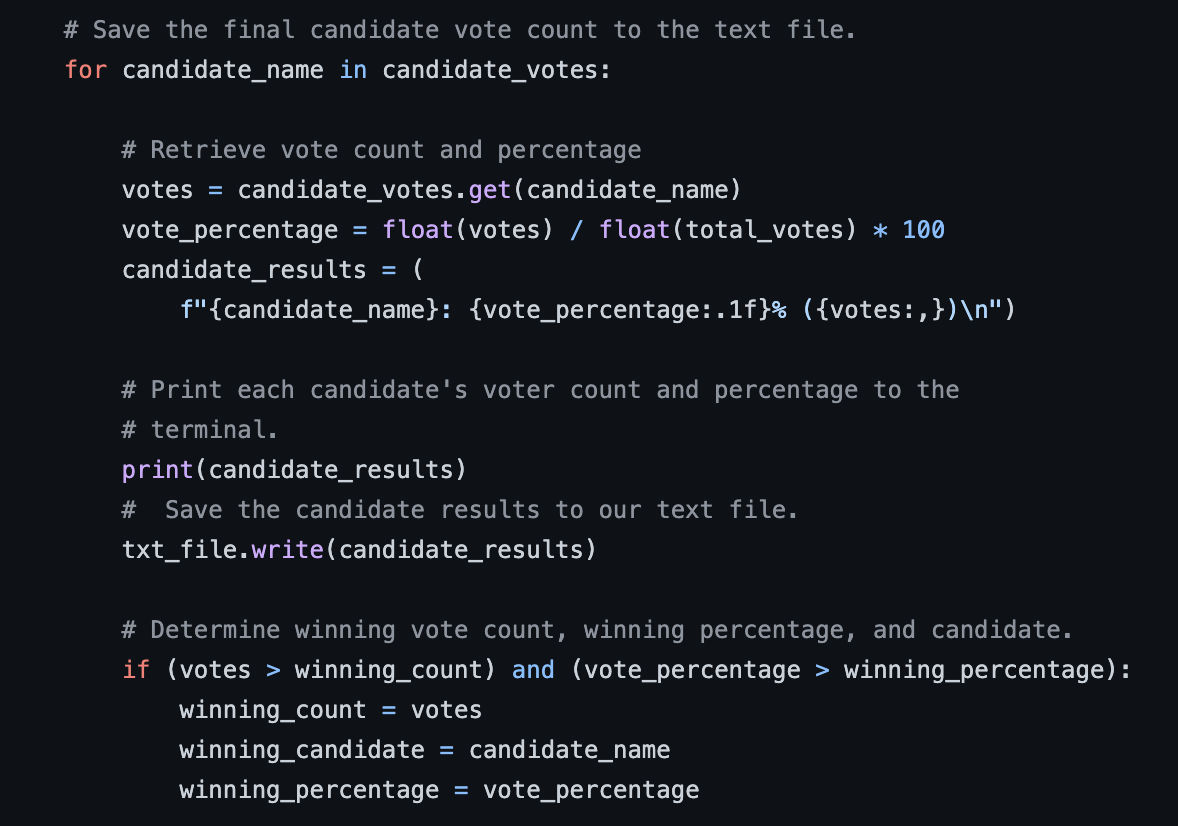 # Save the final candidate vote count to the text file.
for candidate_name in candidate_votes:
# Retrieve vote count and percentage
votes = candidate_votes.get(candidate_name)
vote_percentage = float(votes) / float(total_votes) * 100
candidate_results = (
f"{candidate_name}: {vote_percentage:.1f}% ({votes:,})\n")
# Print each candidate's voter count and percentage to the
# terminal.
print(candidate_results)
#  Save the candidate results to our text file.
txt_file.write(candidate_results)
# Determine winning vote count, winning percentage, and candidate.
if (votes > winning_count) and (vote_percentage > winning_percentage):
winning_count = votes
winning_candidate = candidate_name
winning_percentage = vote_percentage